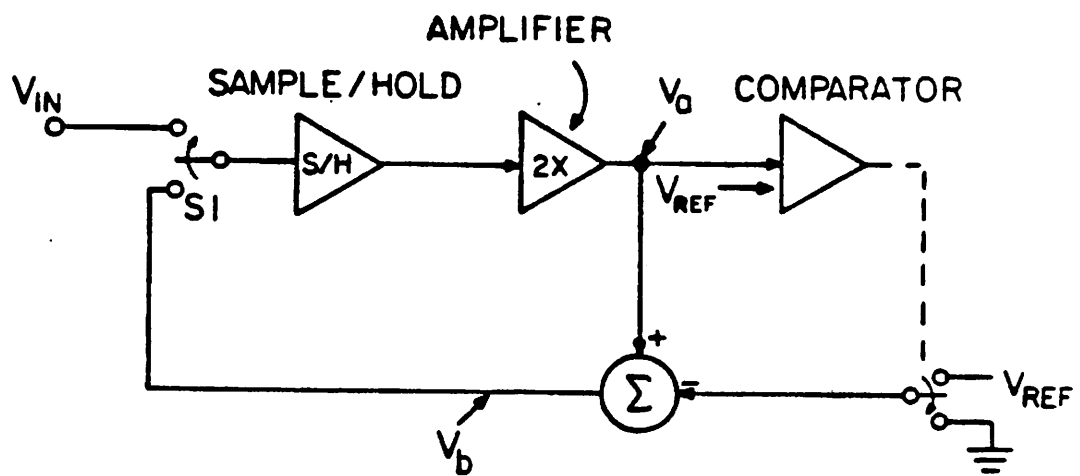 AMPLIFIER
SAMPLE/HOLD
COMPARATOR
VIN
Va
S/H
2X
VREF
S1
+
Σ
−
VREF
Vb